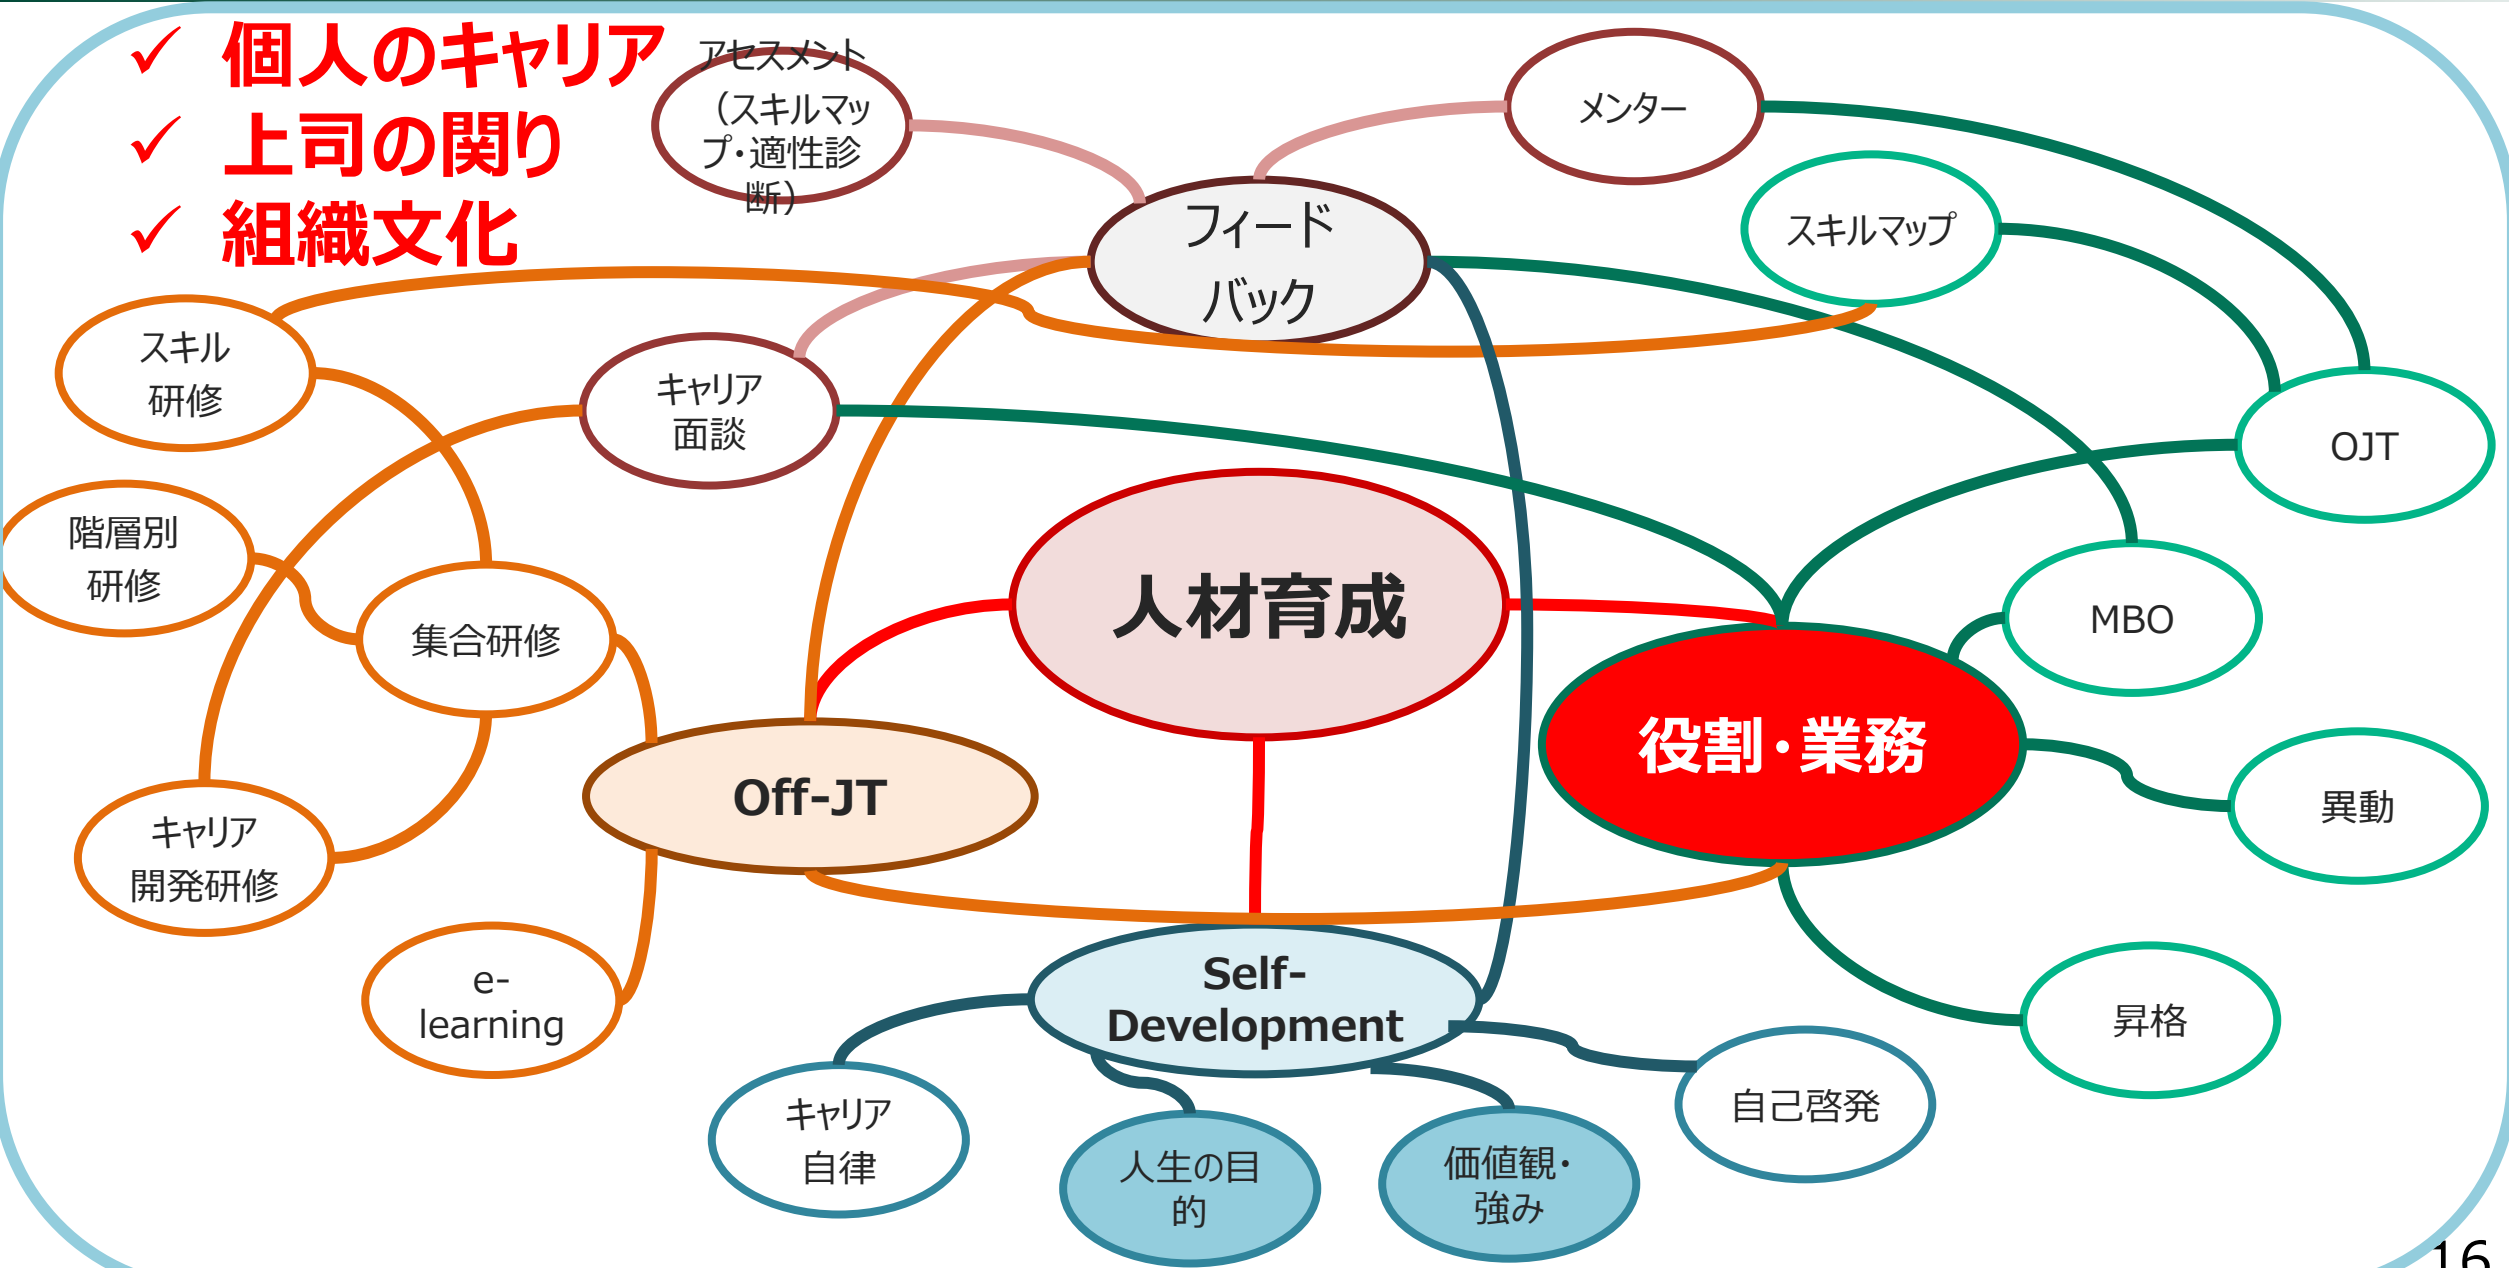 ✓ 個人のキャリア
✓ 上司の関り
✓ 組織文化
アセスメント
（スキルマッ
プ・適性診
断）
メンター
スキルマップ
フィード
バック
スキル
研修
キャリア
面談
OJT
階層別
研修
集合研修
人材育成
MBO
役割・業務
Off-JT
異動
キャリア
開発研修
e-
learning
Self-
Development
昇格
キャリア
自律
人生の目
的
価値観・
強み
自己啓発
16